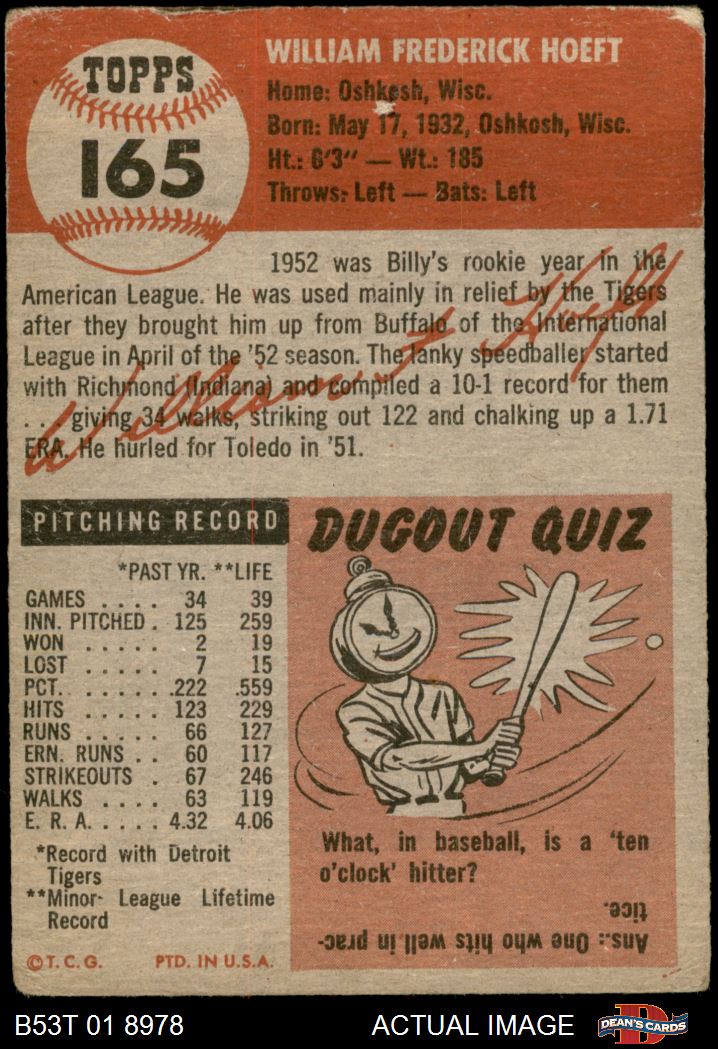 TOPPS
165
WILLIAM FREDERICK HOEFT
Home: Oshkosh, Wisc.
Born: May 17, 1932, Oshkosh, Wisc.
Ht.: 6'3" — Wt.: 185
Throws: Left — Bats: Left
1952 was Billy's rookie year in the
American League. He was used mainly in relief by the Tigers
after they brought him up from Buffalo of the International
League in April of the '52 season. The lanky speedballer started
with Richmond (Indiana) and compiled a 10-1 record for them
. . . giving 34 walks, striking out 122 and chalking up a 1.71
ERA. He hurled for Toledo in '51.
William F. Hoeft
PITCHING RECORD
*PAST YR. **LIFE
GAMES . . . . 34 39
INN. PITCHED . 125 259
WON . . . . . 2 19
LOST . . . . . 7 15
PCT. . . . . . .222 .559
HITS . . . . . 123 229
RUNS . . . . . 66 127
ERN. RUNS . . 60 117
STRIKEOUTS . 67 246
WALKS . . . . 63 119
E. R. A. . . . . 4.32 4.06
*Record with Detroit
Tigers
**Minor- League Lifetime
Record
©T. C. G. PTD. IN U.S.A.
DUGOUT QUIZ
What, in baseball, is a 'ten
o'clock' hitter?
Ans.: One who hits well in prac-
tice.
B53T 01 8978 ACTUAL IMAGE
D
DEAN'S CARDS